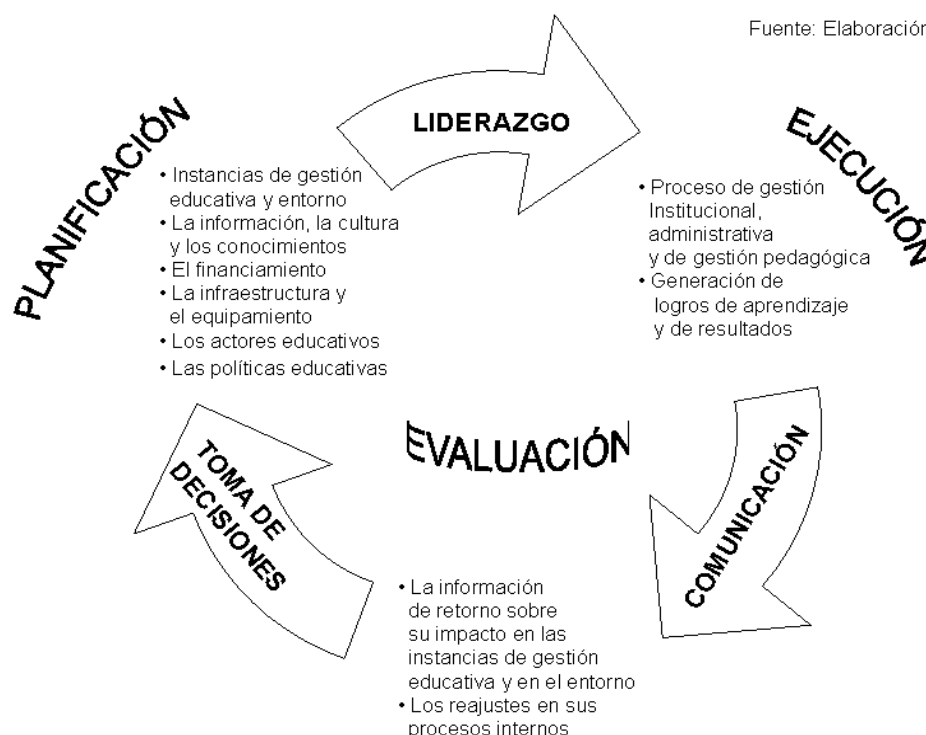 Fuente: Elaboración
PLANIFICACIÓN
• Instancias de gestión
educativa y entorno
• La información, la cultura
y los conocimientos
• El financiamiento
• La infraestructura y
el equipamiento
• Los actores educativos
• Las políticas educativas
LIDERAZGO
EJECUCIÓN
• Proceso de gestión
Institucional,
administrativa
y de gestión pedagógica
• Generación de
logros de aprendizaje
y de resultados
COMUNICACIÓN
EVALUACIÓN
• La información
de retorno sobre
su impacto en las
instancias de gestión
educativa y en el entorno
• Los reajustes en sus
procesos internos
TOMA DE
DECISIONES